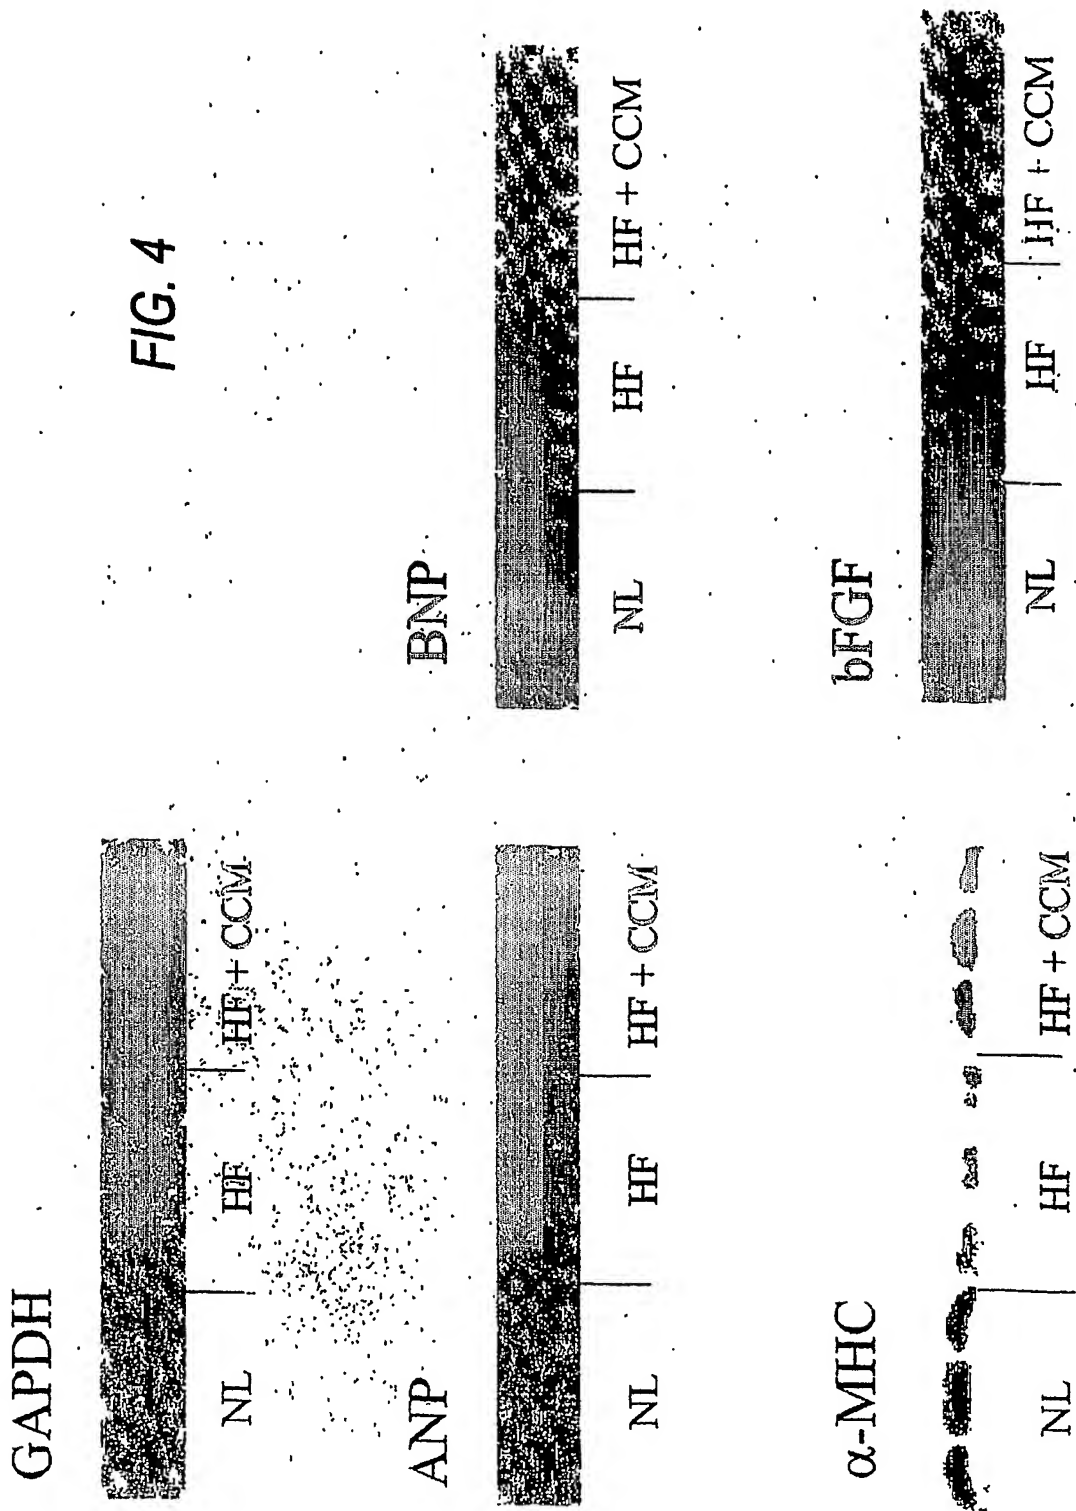 FIG. 4
GAPDH
NL HF HF + CCM
ANP
NL HF HF + CCM
BNP
NL HF HF + CCM
α-MHC
NL HF HF + CCM
bFGF
NL HF HF + CCM